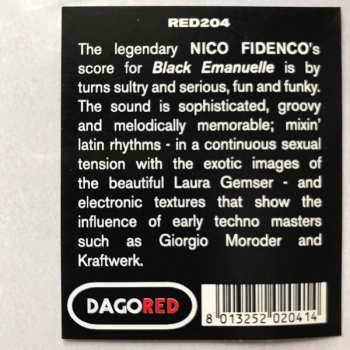 RED204
The legendary NICO FIDENCO's
score for Black Emanuelle is by
turns sultry and serious, fun and funky.
The sound is sophisticated, groovy
and melodically memorable; mixin'
latin rhythms - in a continuous sexual
tension with the exotic images of
the beautiful Laura Gemser - and
electronic textures that show the
influence of early techno masters
such as Giorgio Moroder and
Kraftwerk.
DAGORED
8 013252 020414